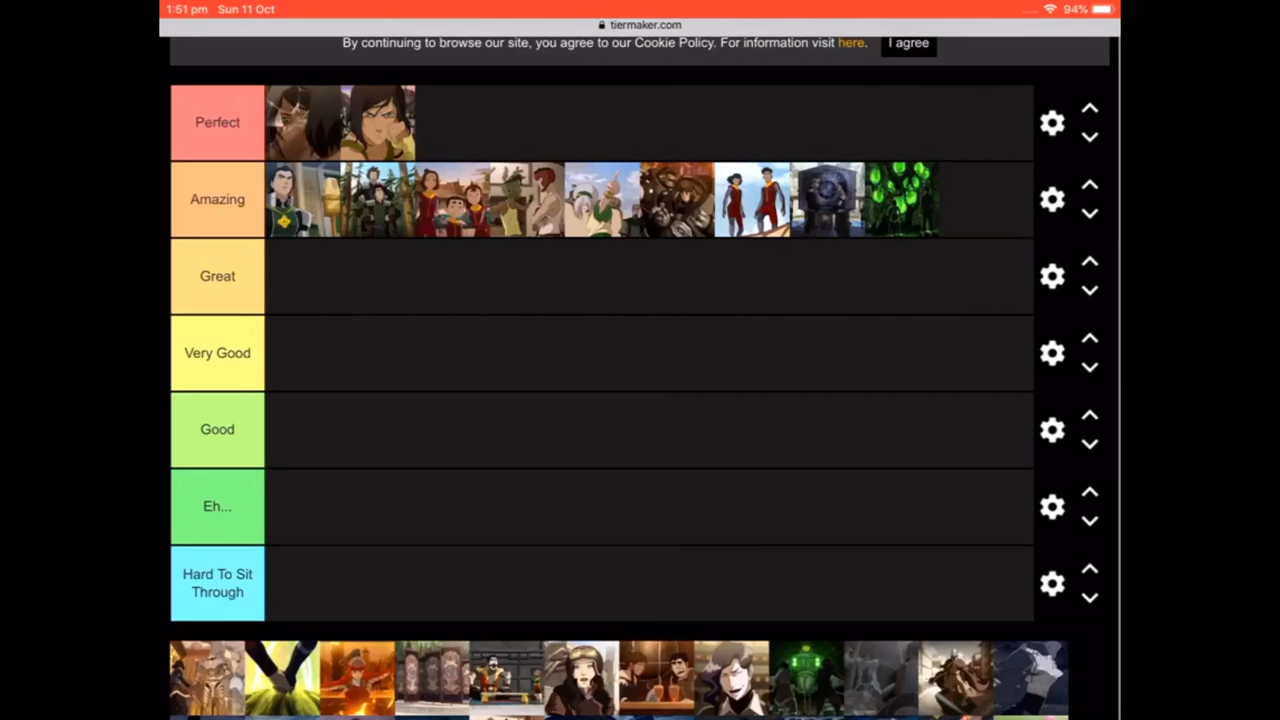 1:51 pm Sun 11 Oct 94%
tiermaker.com
By continuing to browse our site, you agree to our Cookie Policy. For information visit here. I agree
Perfect
Amazing
Great
Very Good
Good
Eh...
Hard To Sit
Through